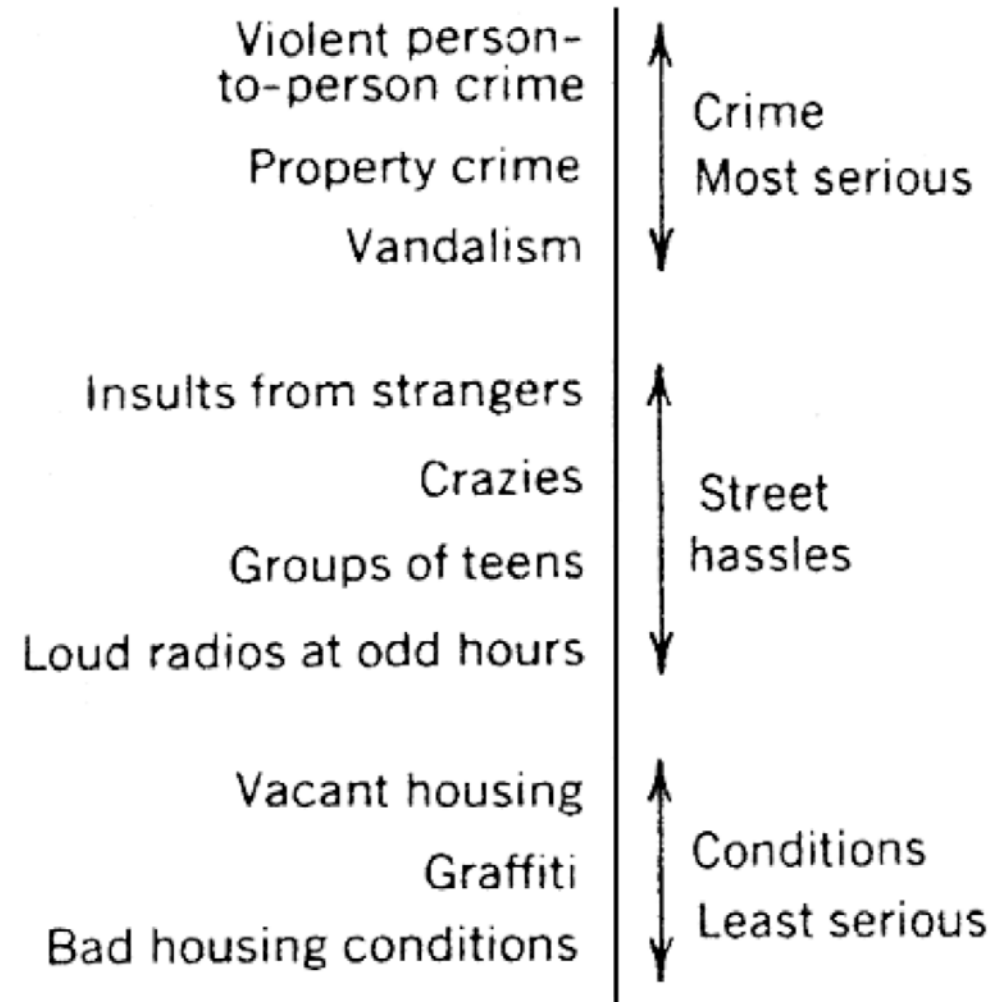 Violent person-
to-person crime
Property crime
Vandalism
Crime
Most serious
Insults from strangers
Crazies
Groups of teens
Loud radios at odd hours
Street
hassles
Vacant housing
Graffiti
Bad housing conditions
Conditions
Least serious